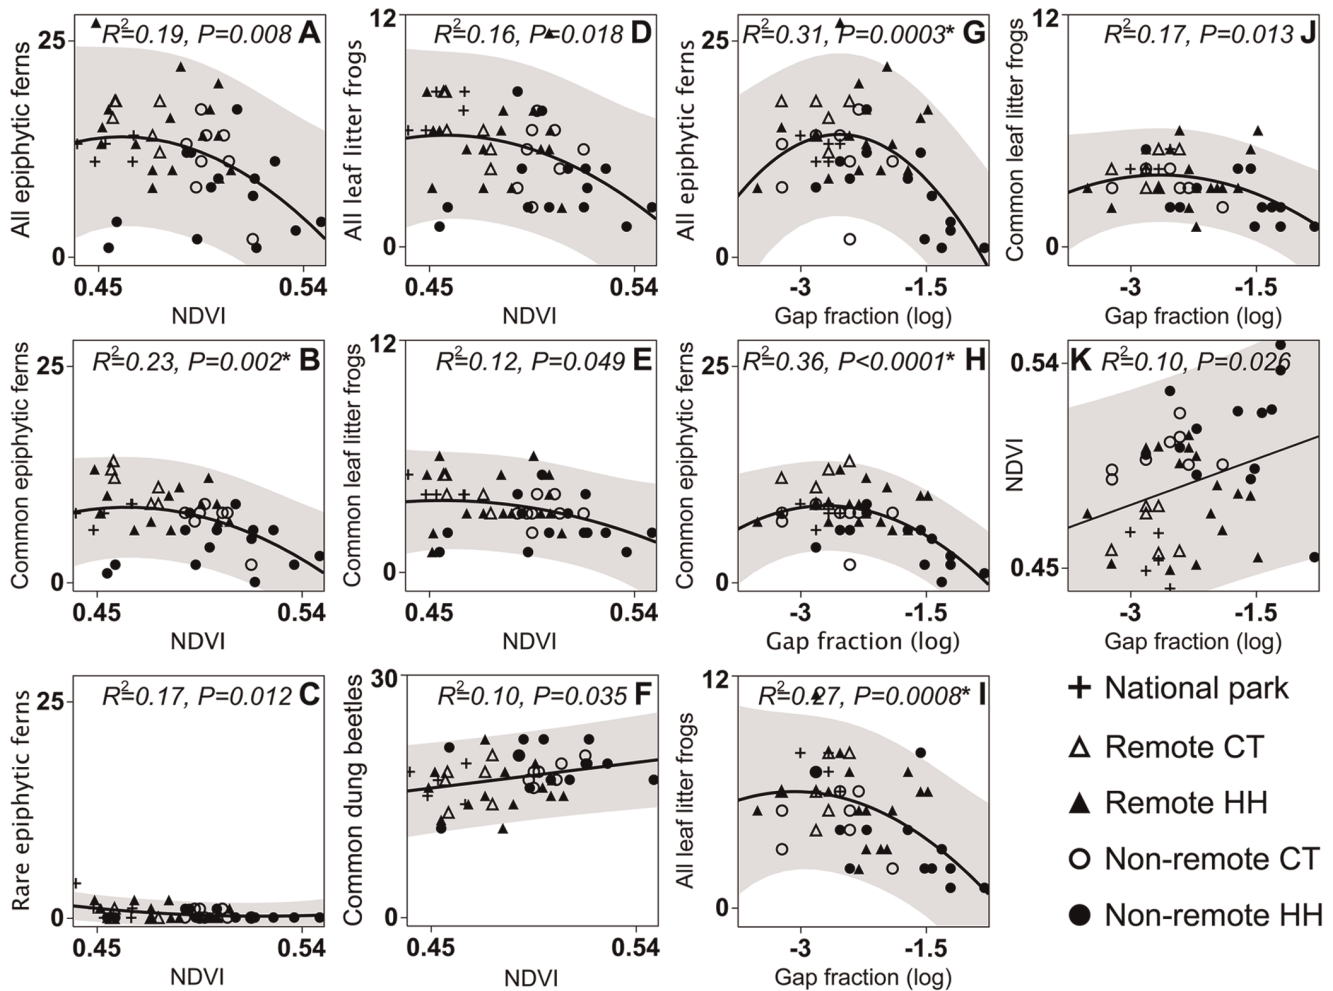 R²=0.19, P=0.008 A
25
0
All epiphytic ferns
0.45 0.54
NDVI
R²=0.16, P=0.018 D
12
0
All leaf litter frogs
0.45 0.54
NDVI
R²=0.31, P=0.0003* G
25
0
All epiphytic ferns
-3 -1.5
Gap fraction (log)
R²=0.17, P=0.013 J
12
0
Common leaf litter frogs
-3 -1.5
Gap fraction (log)
R²=0.23, P=0.002* B
25
0
Common epiphytic ferns
0.45 0.54
NDVI
R²=0.12, P=0.049 E
12
0
Common leaf litter frogs
0.45 0.54
NDVI
R²=0.36, P<0.0001* H
25
0
Common epiphytic ferns
-3 -1.5
Gap fraction (log)
K R²=0.10, P=0.026
0.54
0.45
NDVI
-3 -1.5
Gap fraction (log)
R²=0.17, P=0.012 C
25
0
Rare epiphytic ferns
0.45 0.54
NDVI
R²=0.10, P=0.035 F
30
0
Common dung beetles
0.45 0.54
NDVI
R²=0.27, P=0.0008* I
12
0
All leaf litter frogs
-3 -1.5
Gap fraction (log)
National park
Remote CT
Remote HH
Non-remote CT
Non-remote HH